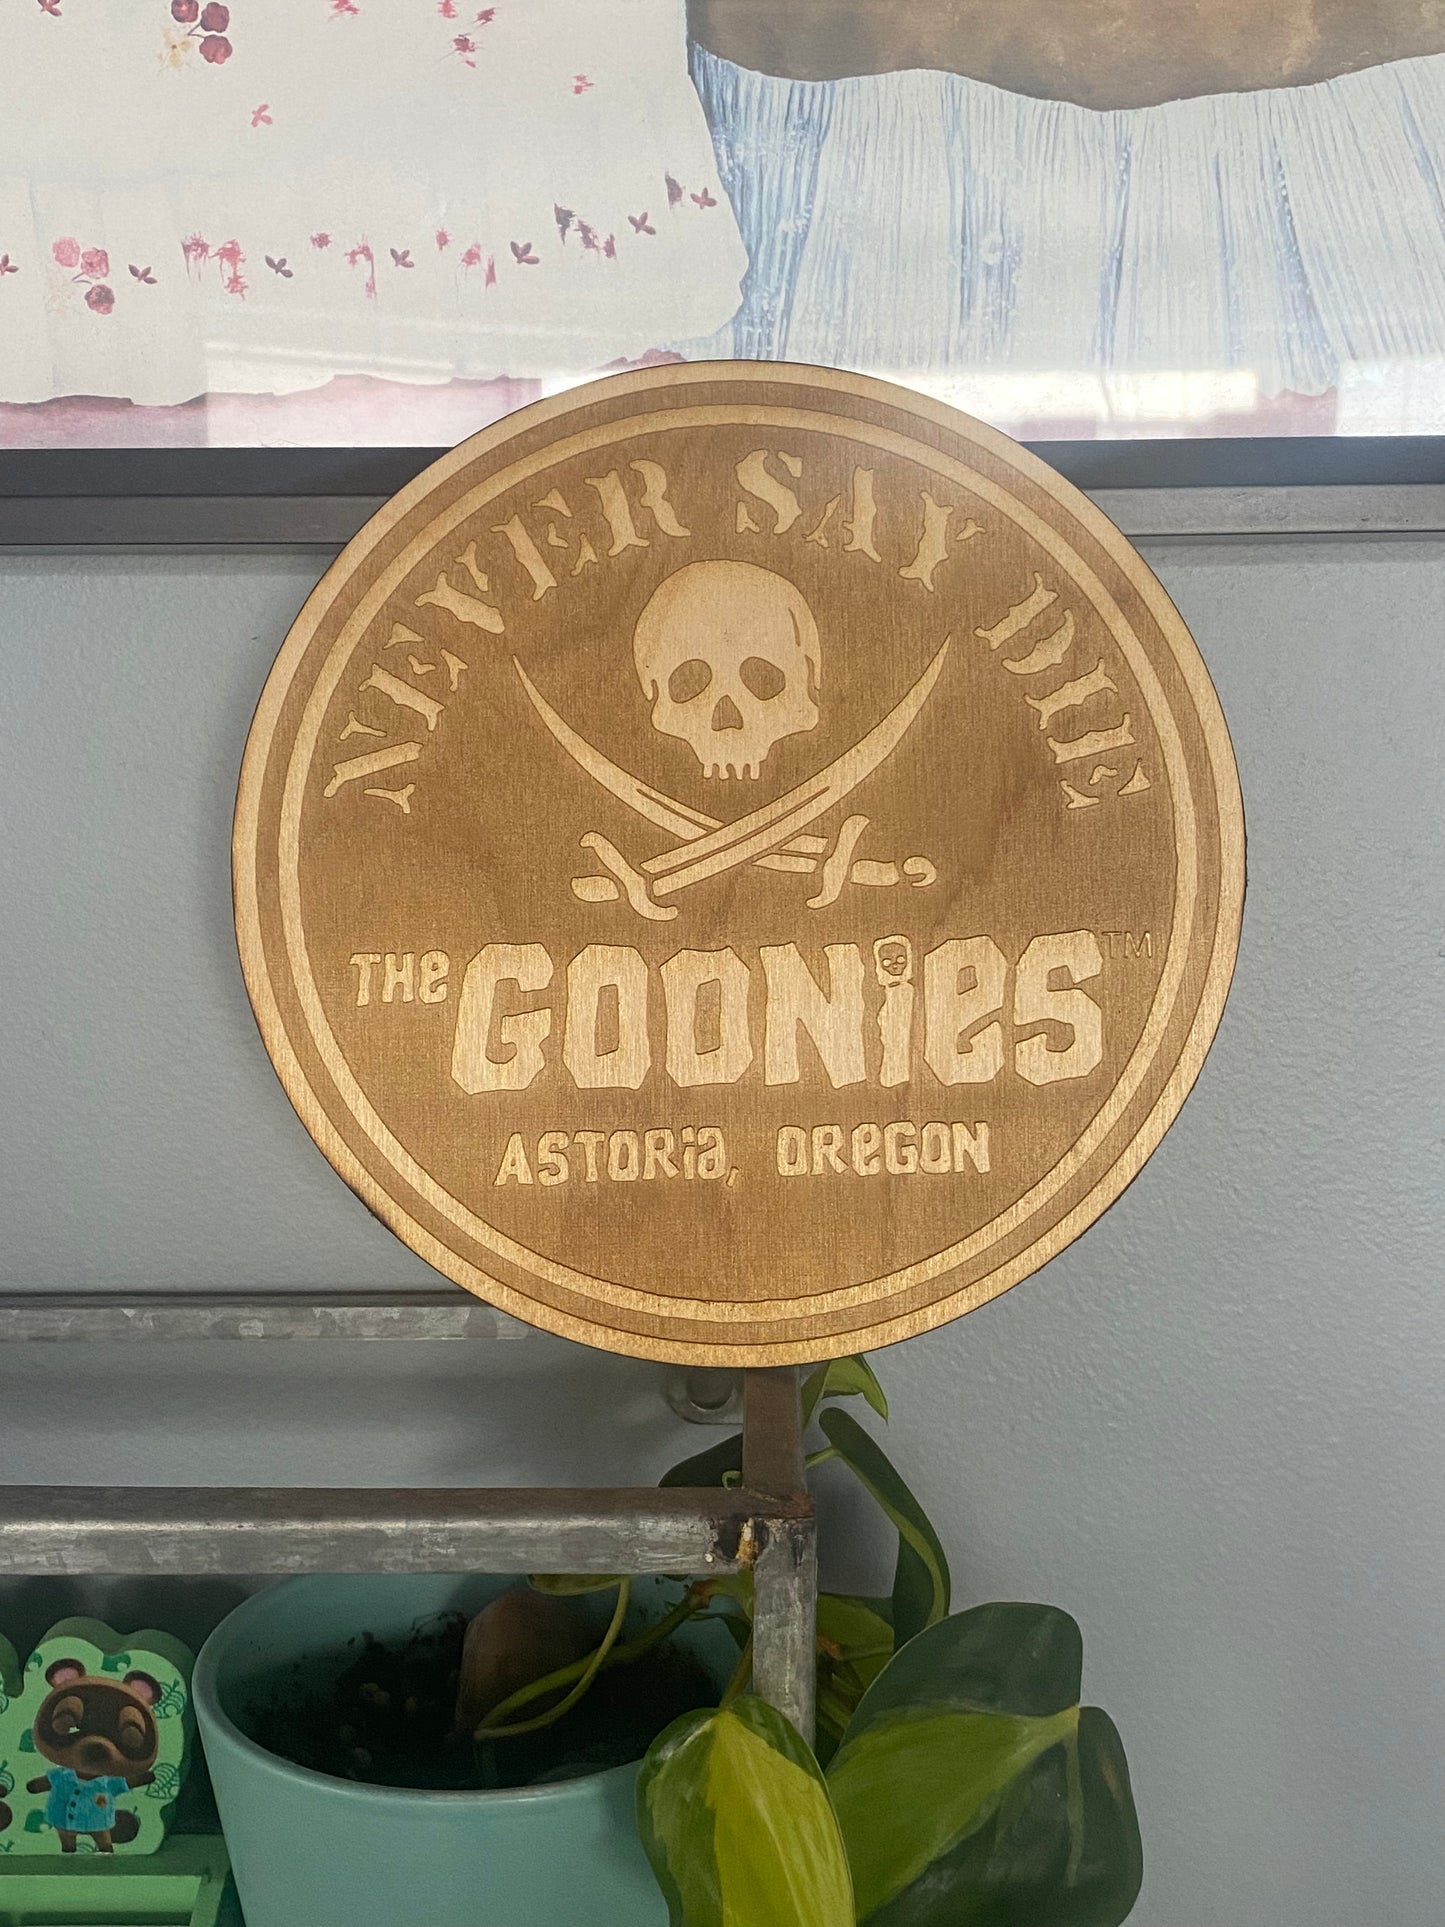 NEVER SAY DIE
THE GOONiES™
ASTORiA, OREGON